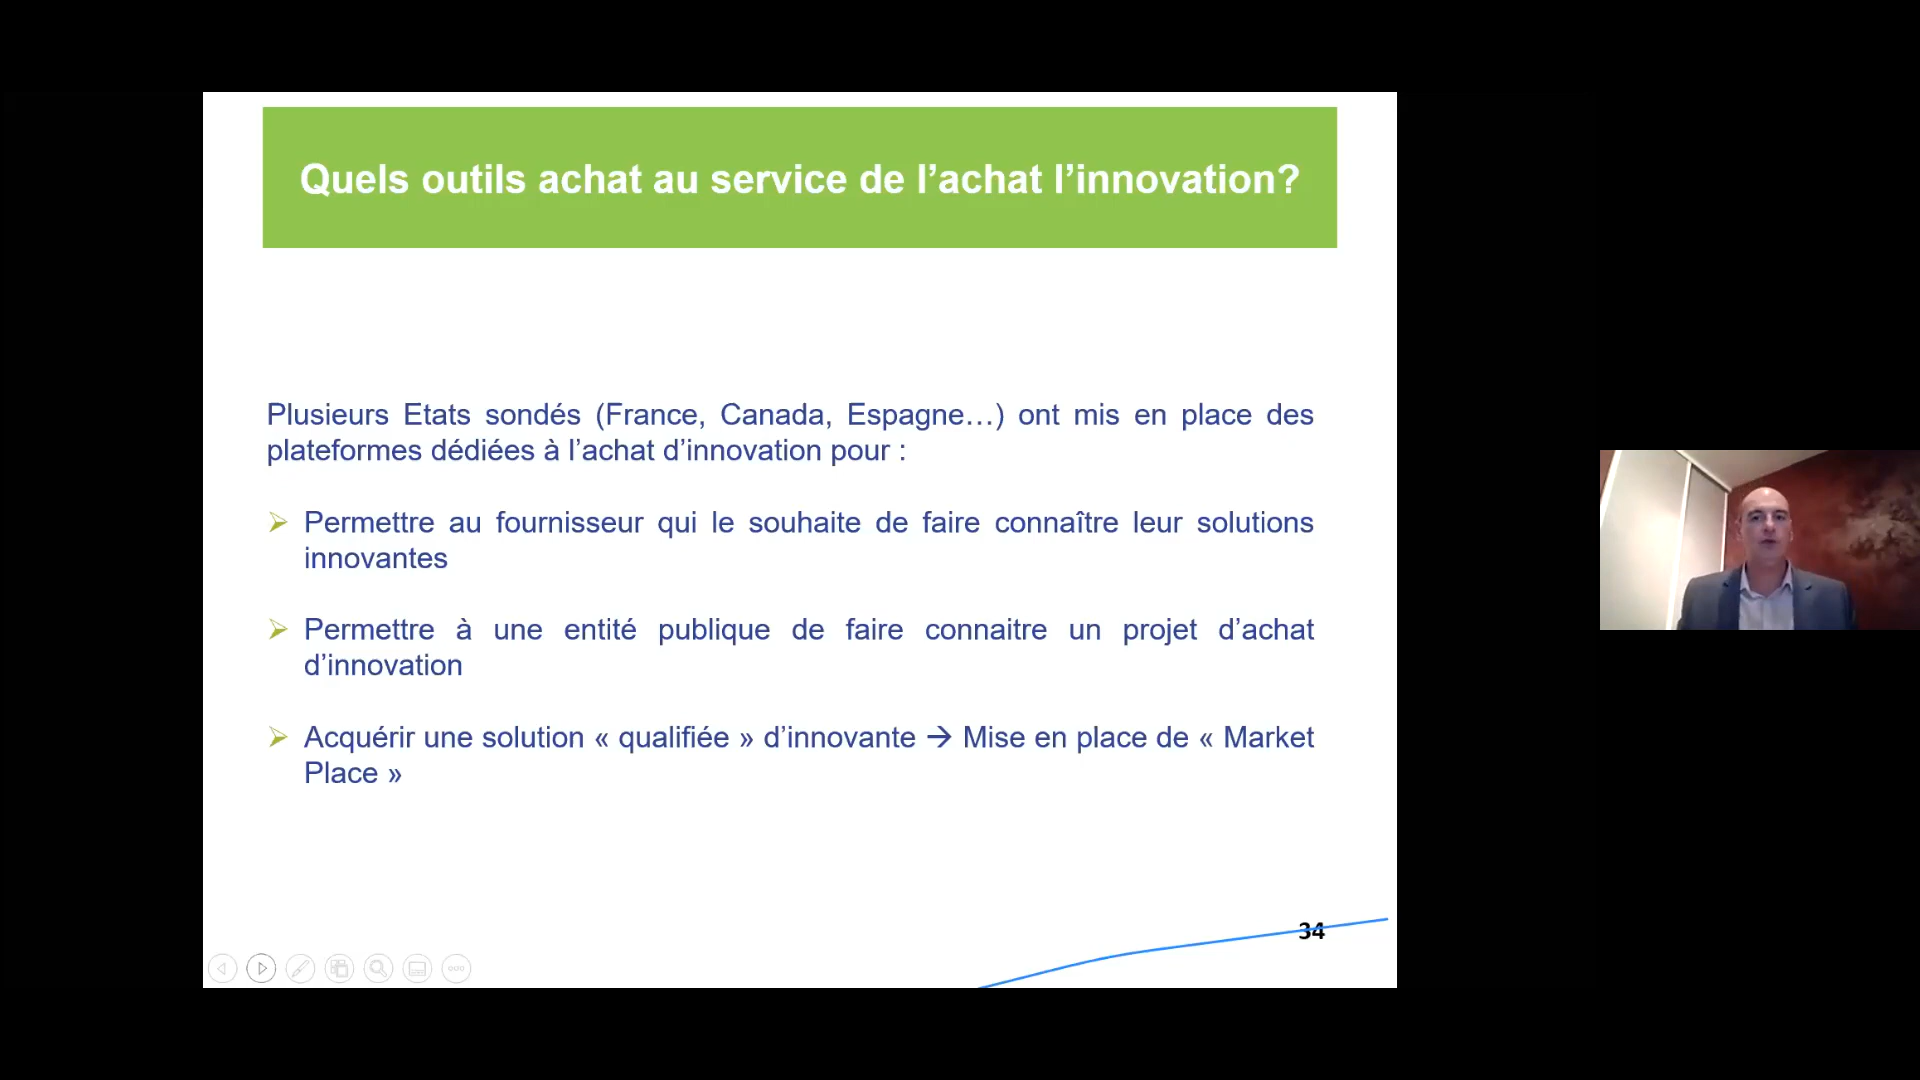 Quels outils achat au service de l’achat l’innovation?
Plusieurs Etats sondés (France, Canada, Espagne…) ont mis en place des
plateformes dédiées à l’achat d’innovation pour :
Permettre au fournisseur qui le souhaite de faire connaître leur solutions
innovantes
Permettre à une entité publique de faire connaitre un projet d’achat
d’innovation
Acquérir une solution « qualifiée » d’innovante → Mise en place de « Market
Place »
34